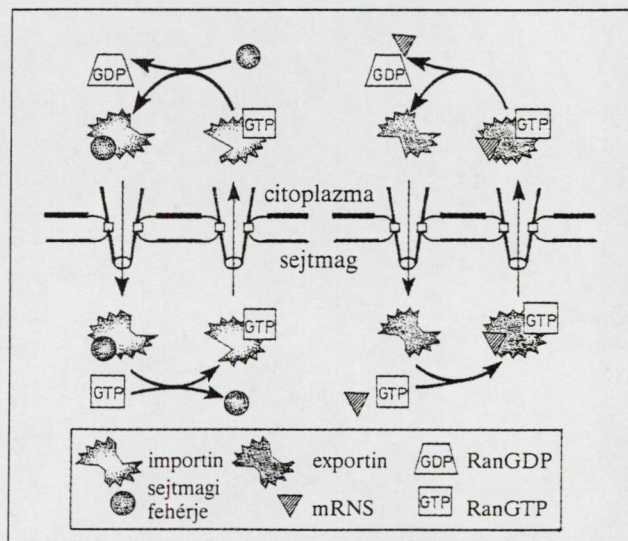 GDP
GTP
GDP
GTP
citoplazma
sejtmag
GTP
GTP
GTP
GTP
importin
exportin
GDP RanGDP
sejtmagi
fehérje
mRNS
GTP RanGTP